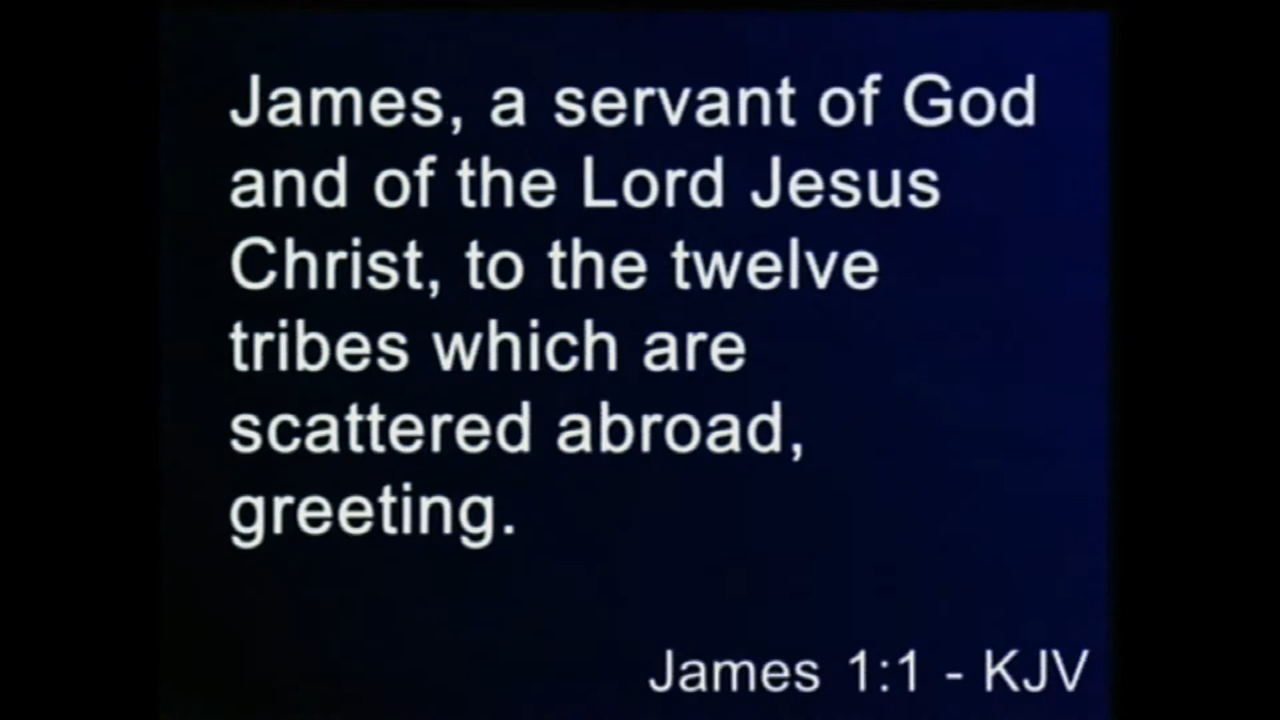 James, a servant of God
and of the Lord Jesus
Christ, to the twelve
tribes which are
scattered abroad,
greeting.
James 1:1 - KJV